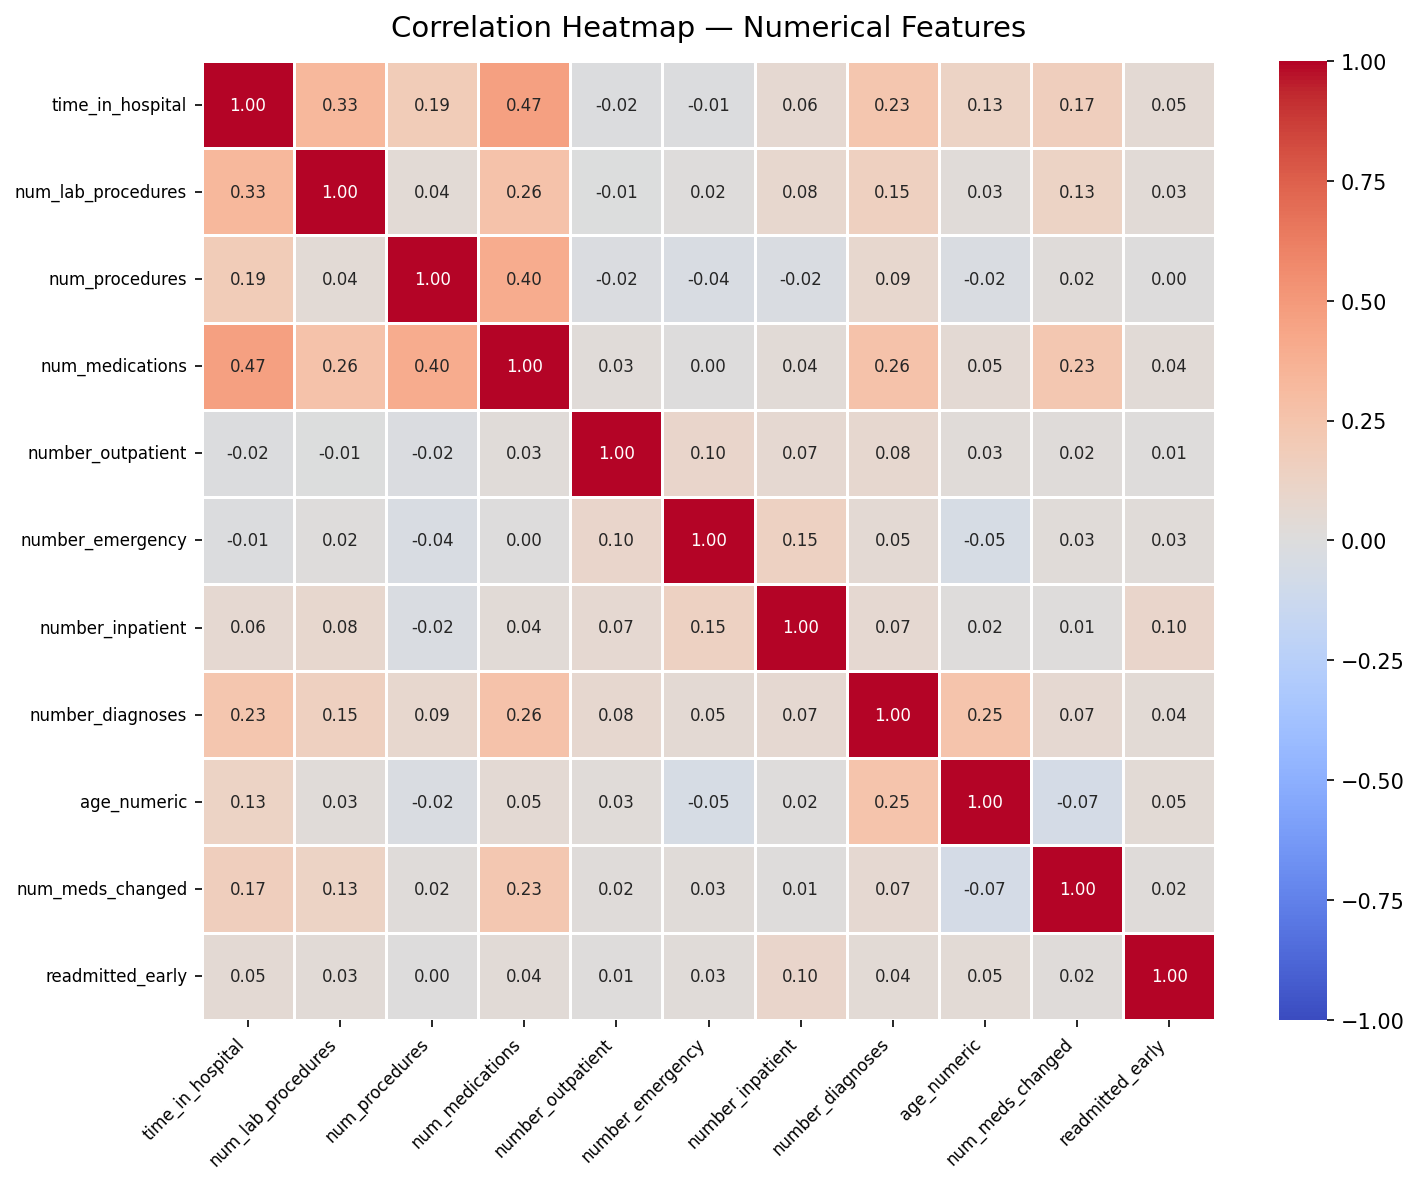 Correlation Heatmap — Numerical Features
time_in_hospital 1.00 0.33 0.19 0.47 -0.02 -0.01 0.06 0.23 0.13 0.17 0.05
num_lab_procedures 0.33 1.00 0.04 0.26 -0.01 0.02 0.08 0.15 0.03 0.13 0.03
num_procedures 0.19 0.04 1.00 0.40 -0.02 -0.04 -0.02 0.09 -0.02 0.02 0.00
num_medications 0.47 0.26 0.40 1.00 0.03 0.00 0.04 0.26 0.05 0.23 0.04
number_outpatient -0.02 -0.01 -0.02 0.03 1.00 0.10 0.07 0.08 0.03 0.02 0.01
number_emergency -0.01 0.02 -0.04 0.00 0.10 1.00 0.15 0.05 -0.05 0.03 0.03
number_inpatient 0.06 0.08 -0.02 0.04 0.07 0.15 1.00 0.07 0.02 0.01 0.10
number_diagnoses 0.23 0.15 0.09 0.26 0.08 0.05 0.07 1.00 0.25 0.07 0.04
age_numeric 0.13 0.03 -0.02 0.05 0.03 -0.05 0.02 0.25 1.00 -0.07 0.05
num_meds_changed 0.17 0.13 0.02 0.23 0.02 0.03 0.01 0.07 -0.07 1.00 0.02
readmitted_early 0.05 0.03 0.00 0.04 0.01 0.03 0.10 0.04 0.05 0.02 1.00
time_in_hospital
num_lab_procedures
num_procedures
num_medications
number_outpatient
number_emergency
number_inpatient
number_diagnoses
age_numeric
num_meds_changed
readmitted_early
1.00
0.75
0.50
0.25
0.00
−0.25
−0.50
−0.75
−1.00